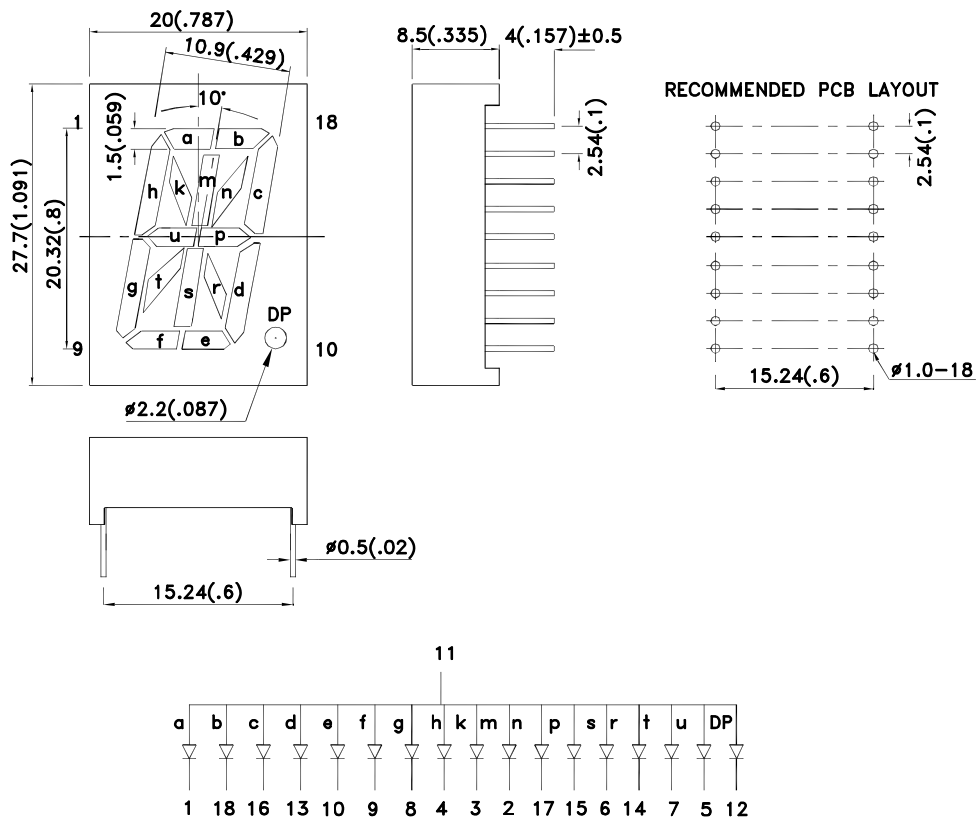 20(.787)
10.9(.429)
10°
1
18
1.5(.059)
27.7(1.091)
20.32(.8)
a
b
h
k
m
n
c
u
p
g
t
s
r
d
DP
f
e
9
10
ø2.2(.087)
8.5(.335)
4(.157)±0.5
2.54(.1)
RECOMMENDED PCB LAYOUT
2.54(.1)
15.24(.6)
ø1.0-18
ø0.5(.02)
15.24(.6)
11
a b c d e f g h k m n p s r t u DP
1 18 16 13 10 9 8 4 3 2 17 15 6 14 7 5 12